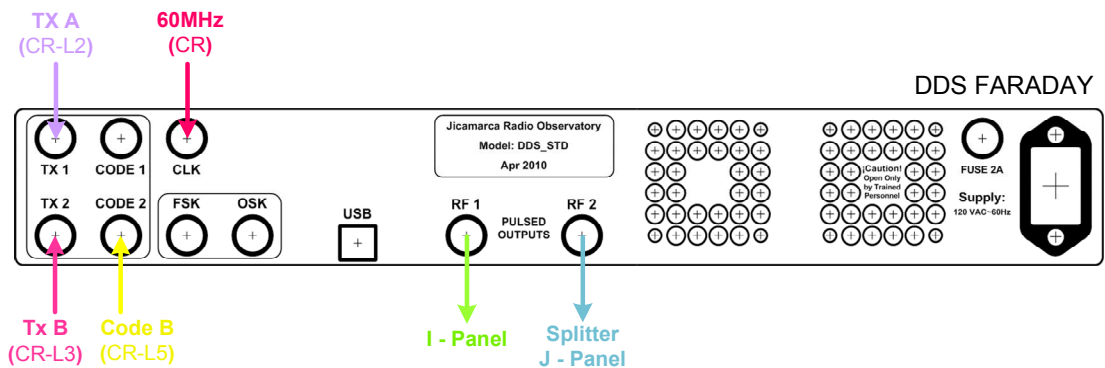 TX A
(CR-L2)
60MHz
(CR)
DDS FARADAY
TX 1
CODE 1
CLK
Jicamarca Radio Observatory
Model: DDS_STD
Apr 2010
¡Caution!
Open Only
by Trained
Personnel
FUSE 2A
Supply:
120 VAC~60Hz
TX 2
CODE 2
FSK
OSK
USB
RF 1
PULSED
OUTPUTS
RF 2
Tx B
(CR-L3)
Code B
(CR-L5)
I - Panel
Splitter
J - Panel